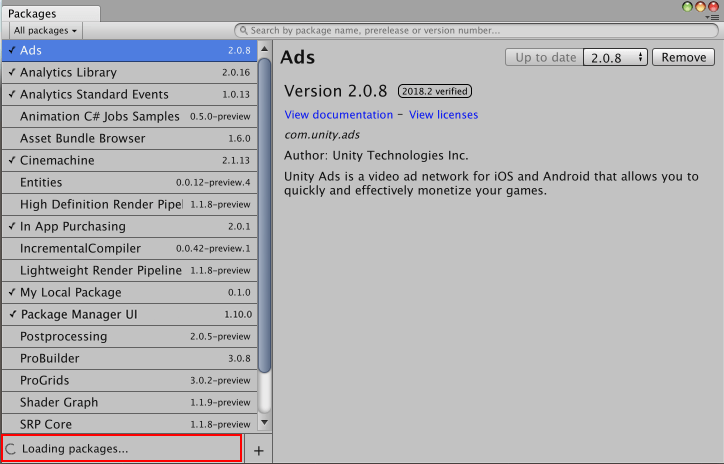 Packages
All packages
Search by package name, prerelease or version number...
✓ Ads 2.0.8
✓ Analytics Library 2.0.16
✓ Analytics Standard Events 1.0.13
Animation C# Jobs Samples 0.5.0-preview
Asset Bundle Browser 1.6.0
✓ Cinemachine 2.1.13
Entities 0.0.12-preview.4
High Definition Render Pipel 1.1.8-preview
✓ In App Purchasing 2.0.1
IncrementalCompiler 0.0.42-preview.1
Lightweight Render Pipeline 1.1.8-preview
✓ My Local Package 0.1.0
✓ Package Manager UI 1.10.0
Postprocessing 2.0.5-preview
ProBuilder 3.0.8
ProGrids 3.0.2-preview
Shader Graph 1.1.9-preview
SRP Core 1.1.8-preview
Loading packages... +
Ads Up to date 2.0.8 Remove
Version 2.0.8 2018.2 verified
View documentation - View licenses
com.unity.ads
Author: Unity Technologies Inc.
Unity Ads is a video ad network for iOS and Android that allows you to
quickly and effectively monetize your games.